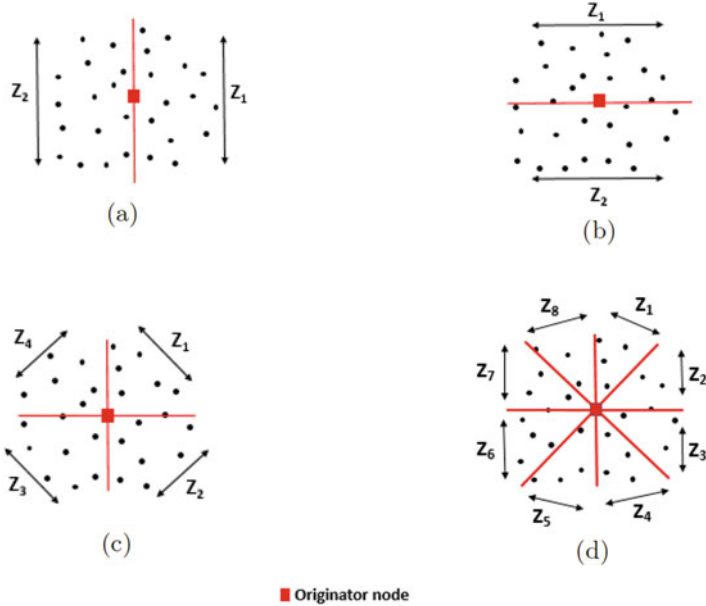 Z₂
Z₁
(a)
Z₁
Z₂
(b)
Z₄
Z₁
Z₃
Z₂
(c)
Z₈
Z₁
Z₇
Z₂
Z₆
Z₃
Z₅
Z₄
(d)
Originator node